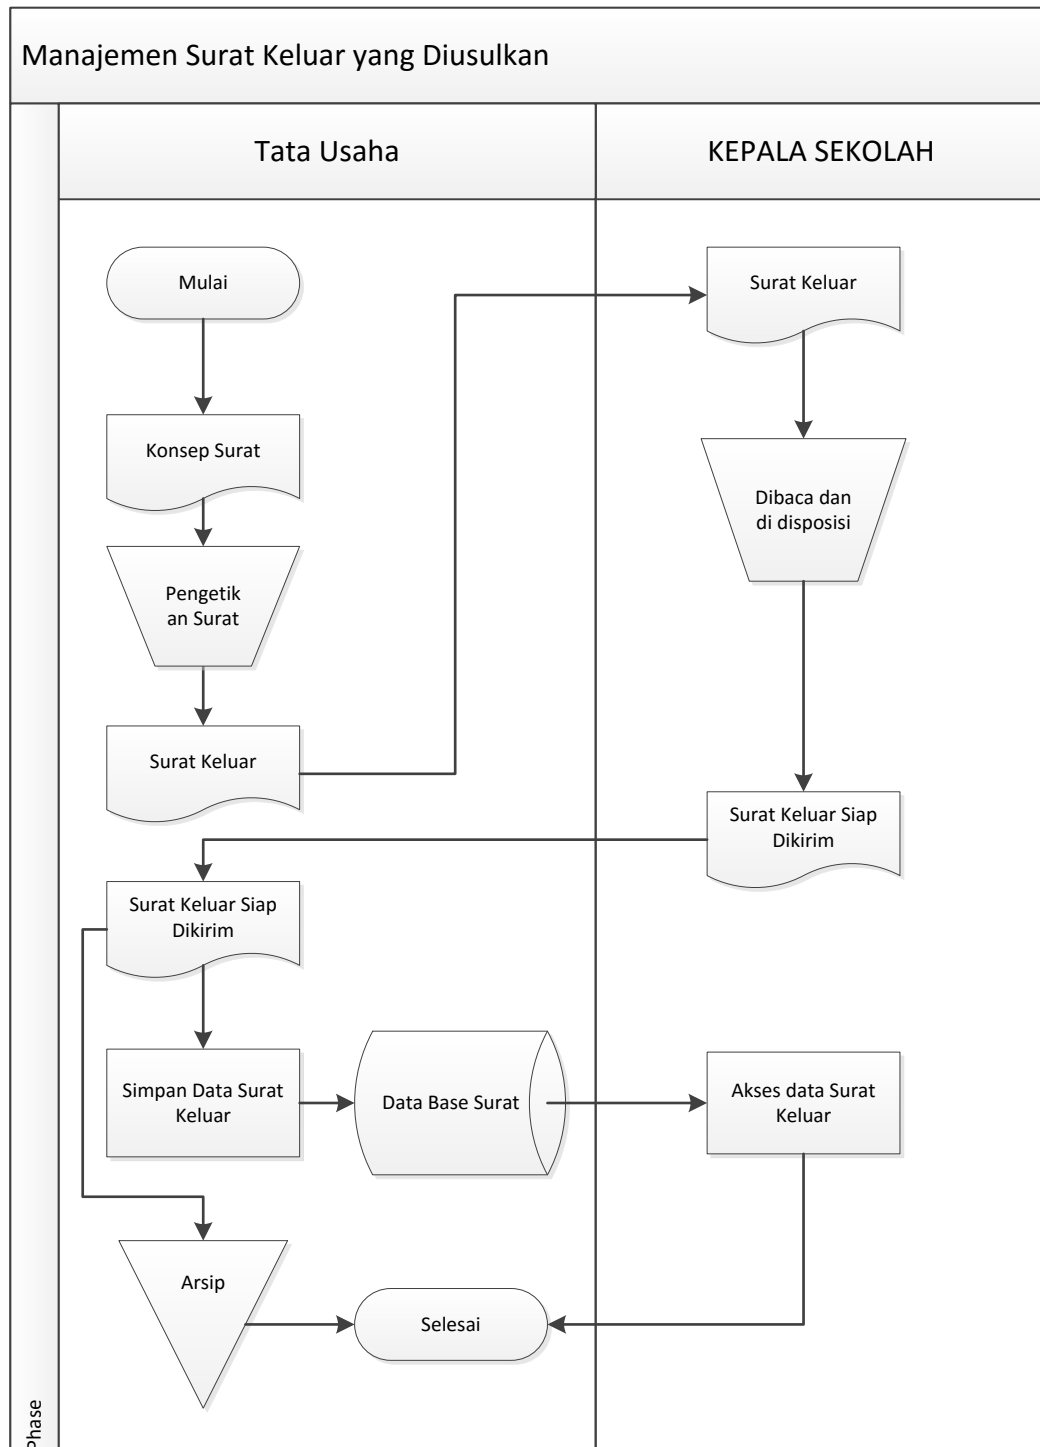 Manajemen Surat Keluar yang Diusulkan
Tata Usaha
KEPALA SEKOLAH
Mulai
Surat Keluar
Konsep Surat
Dibaca dan
di disposisi
Pengetik
an Surat
Surat Keluar
Surat Keluar Siap
Dikirim
Surat Keluar Siap
Dikirim
Simpan Data Surat
Keluar
Data Base Surat
Akses data Surat
Keluar
Arsip
Selesai
Phase